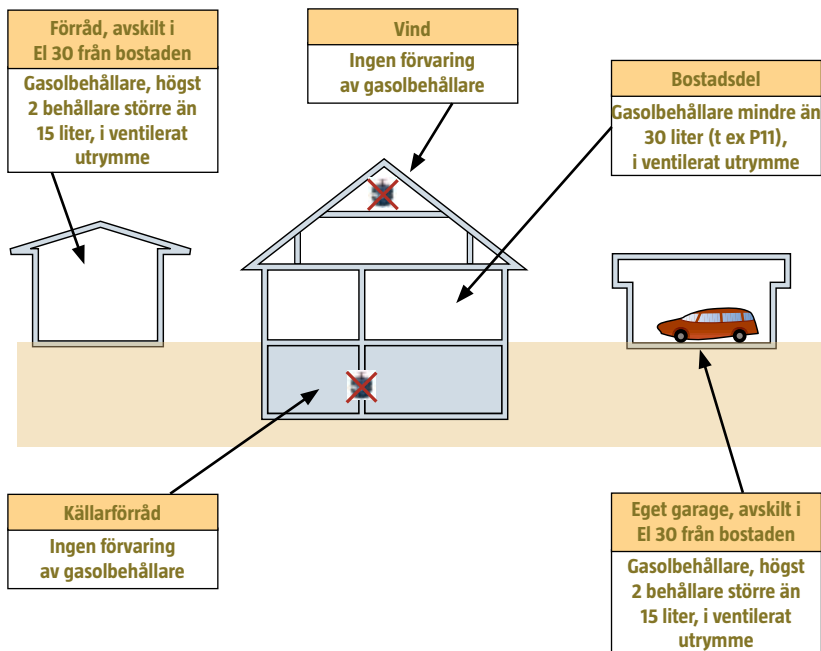 Förråd, avskilt i
El 30 från bostaden
Gasolbehållare, högst
2 behållare större än
15 liter, i ventilerat
utrymme
Vind
Ingen förvaring
av gasolbehållare
Bostadsdel
Gasolbehållare mindre än
30 liter (t ex P11),
i ventilerat utrymme
Källarförråd
Ingen förvaring
av gasolbehållare
Eget garage, avskilt i
El 30 från bostaden
Gasolbehållare, högst
2 behållare större än
15 liter, i ventilerat
utrymme